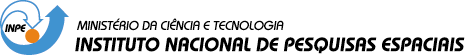 INPE
MINISTÉRIO DA CIÊNCIA E TECNOLOGIA
INSTITUTO NACIONAL DE PESQUISAS ESPACIAIS